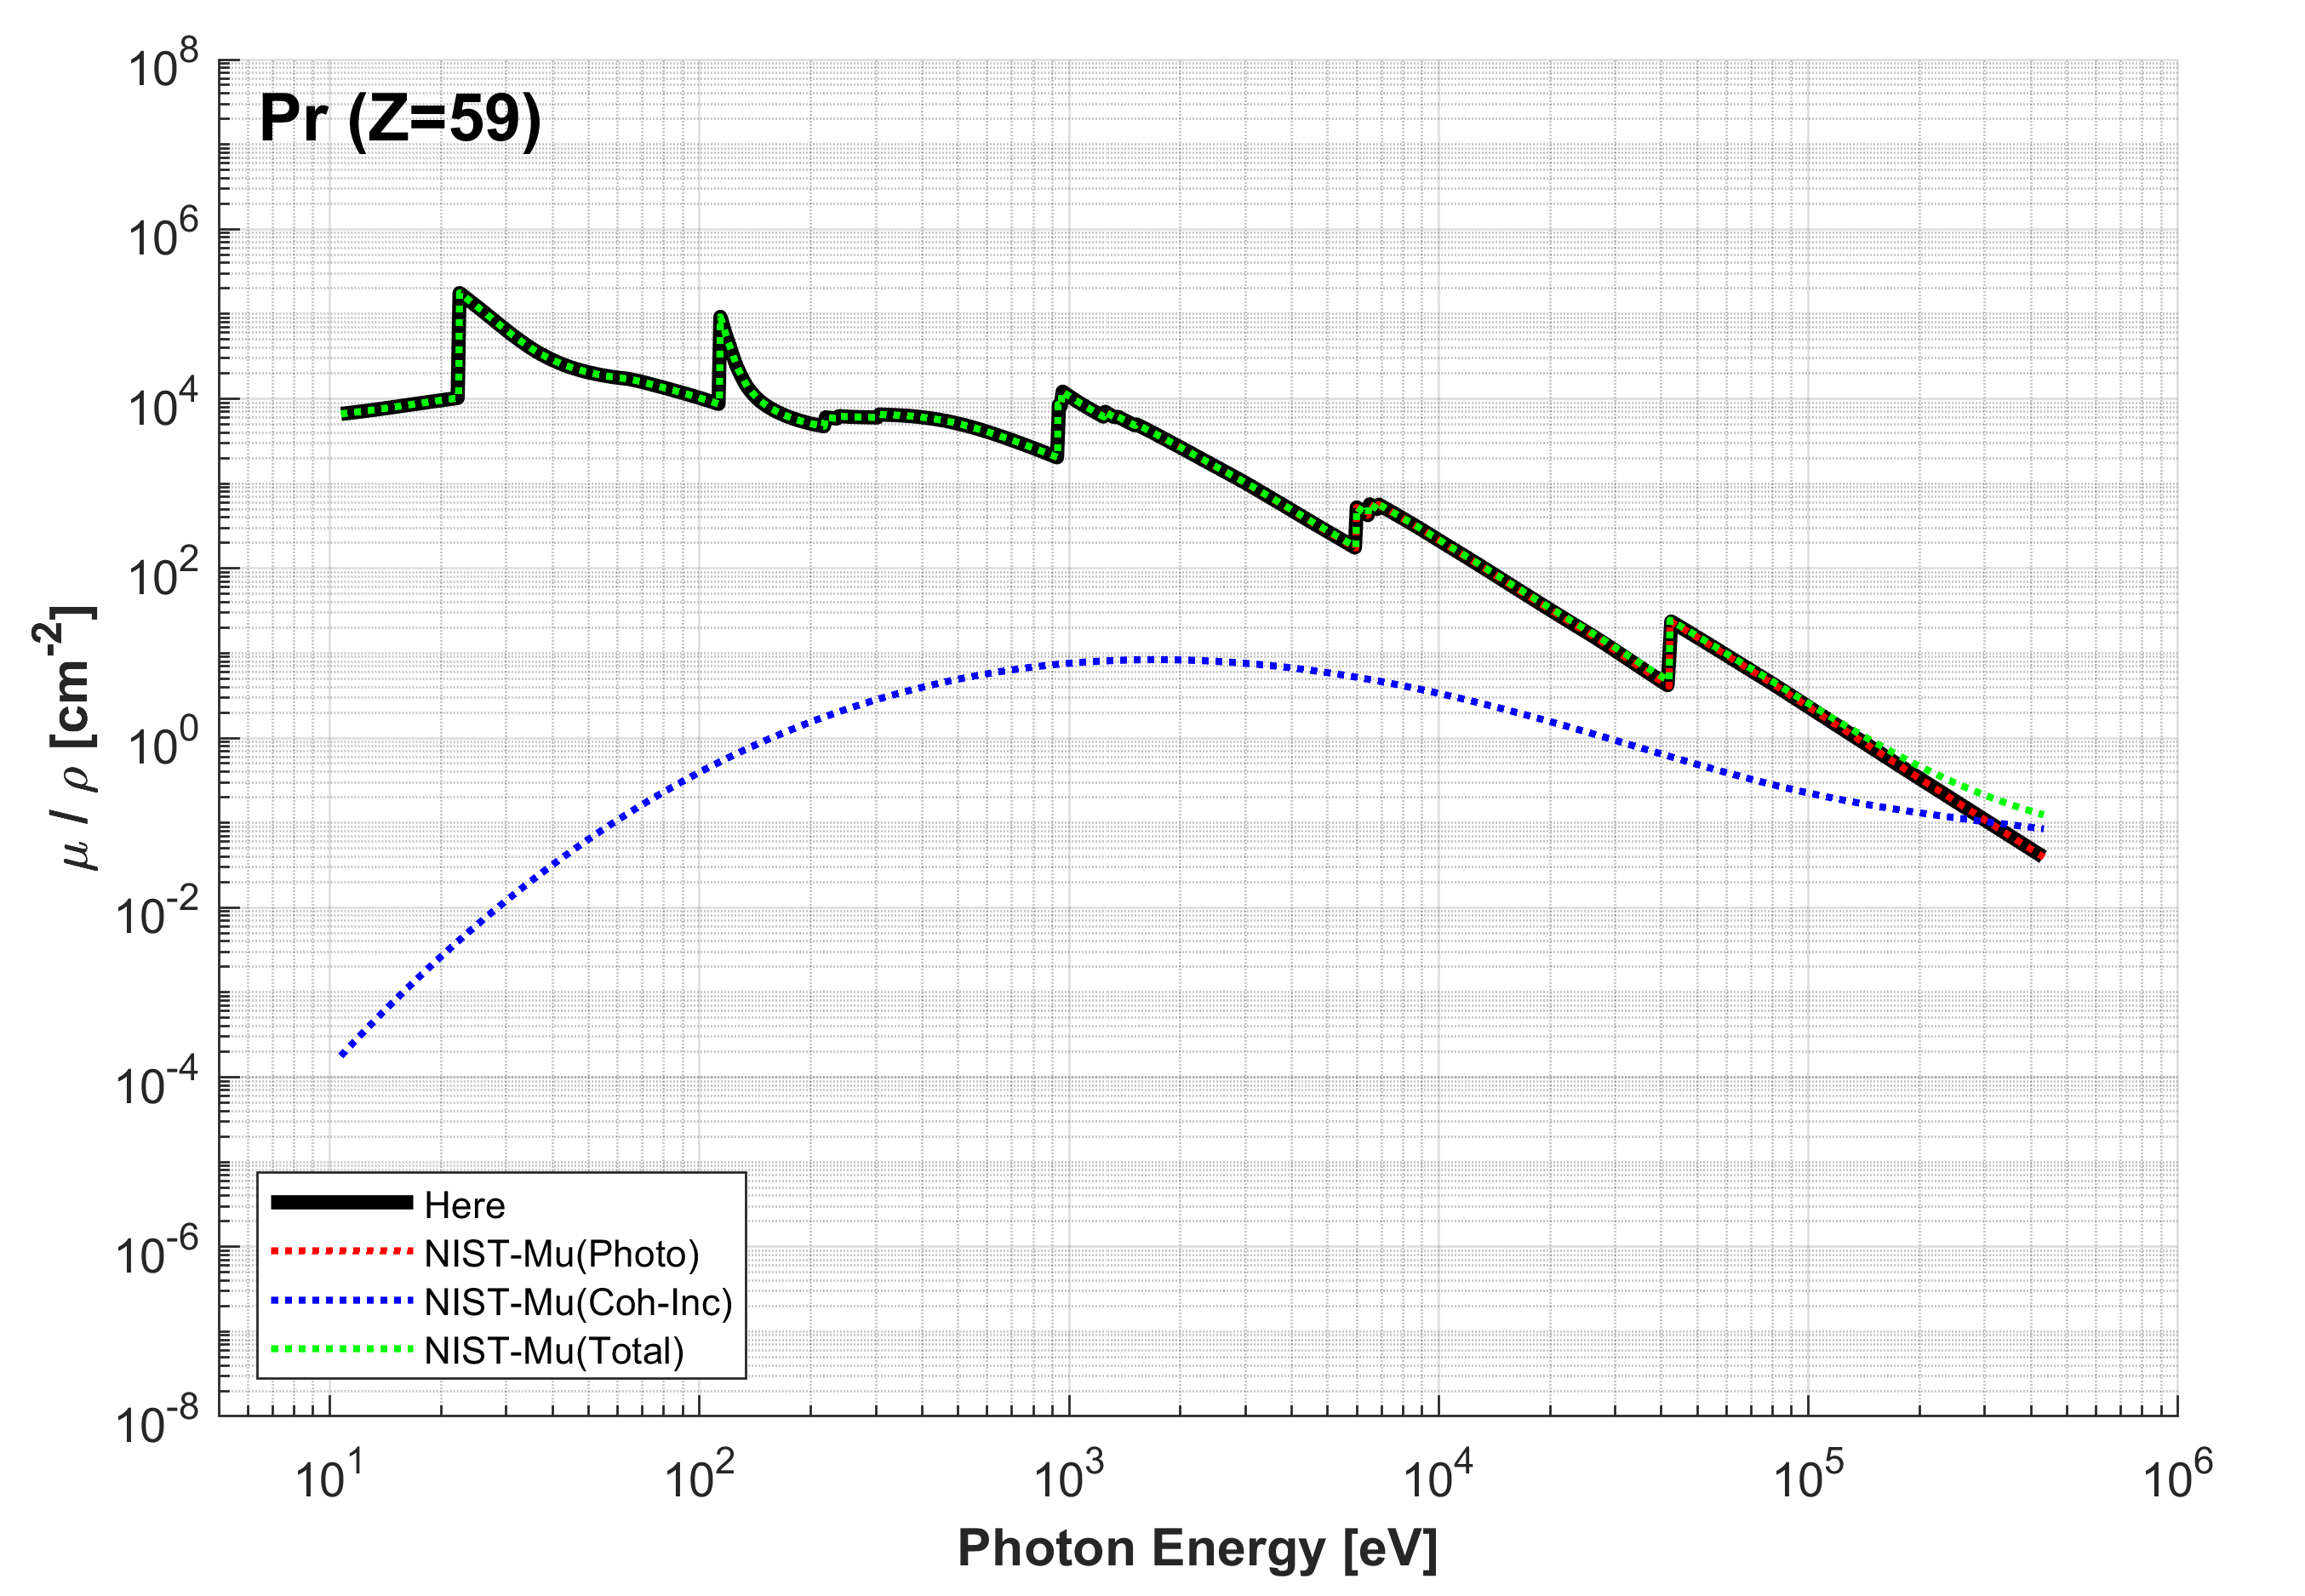 Pr (Z=59)
10^8
10^6
10^4
10^2
10^0
10^-2
10^-4
10^-6
10^-8
μ / ρ [cm^-2]
Here
NIST-Mu(Photo)
NIST-Mu(Coh-Inc)
NIST-Mu(Total)
10^1 10^2 10^3 10^4 10^5 10^6
Photon Energy [eV]